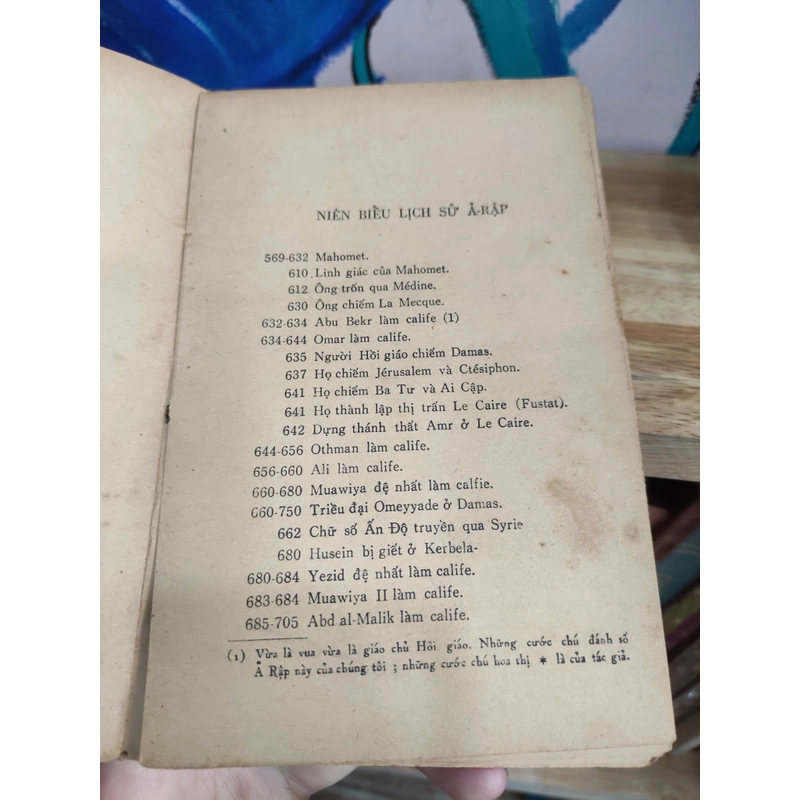 NIÊN BIỀU LỊCH SỬ Ả-RẬP
569-632 Mahomet.
610 Linh giác của Mahomet.
612 Ông trốn qua Médine.
630 Ông chiếm La Mecque.
632-634 Abu Bekr làm calife (1)
634-644 Omar làm calife.
635 Người Hồi giáo chiếm Damas.
637 Họ chiếm Jérusalem và Ctésiphon.
641 Họ chiếm Ba Tư và Ai Cập.
641 Họ thành lập thị trấn Le Caire (Fustat).
642 Dựng thánh thất Amr ở Le Caire.
644-656 Othman làm calife.
656-660 Ali làm calife.
660-680 Muawiya đệ nhất làm calfie.
660-750 Triều đại Omeyyade ở Damas.
662 Chữ số Ấn Độ truyền qua Syrie
680 Husein bị giết ở Kerbela-
680-684 Yezid đệ nhất làm calife.
683-684 Muawiya II làm calife.
685-705 Abd al-Malik làm calife.
(1) Vừa là vua vừa là giáo chủ Hồi giáo. Những cước chú đánh số
Ả Rập này của chúng tôi ; những cước chú hoa thị * là của tác giả.